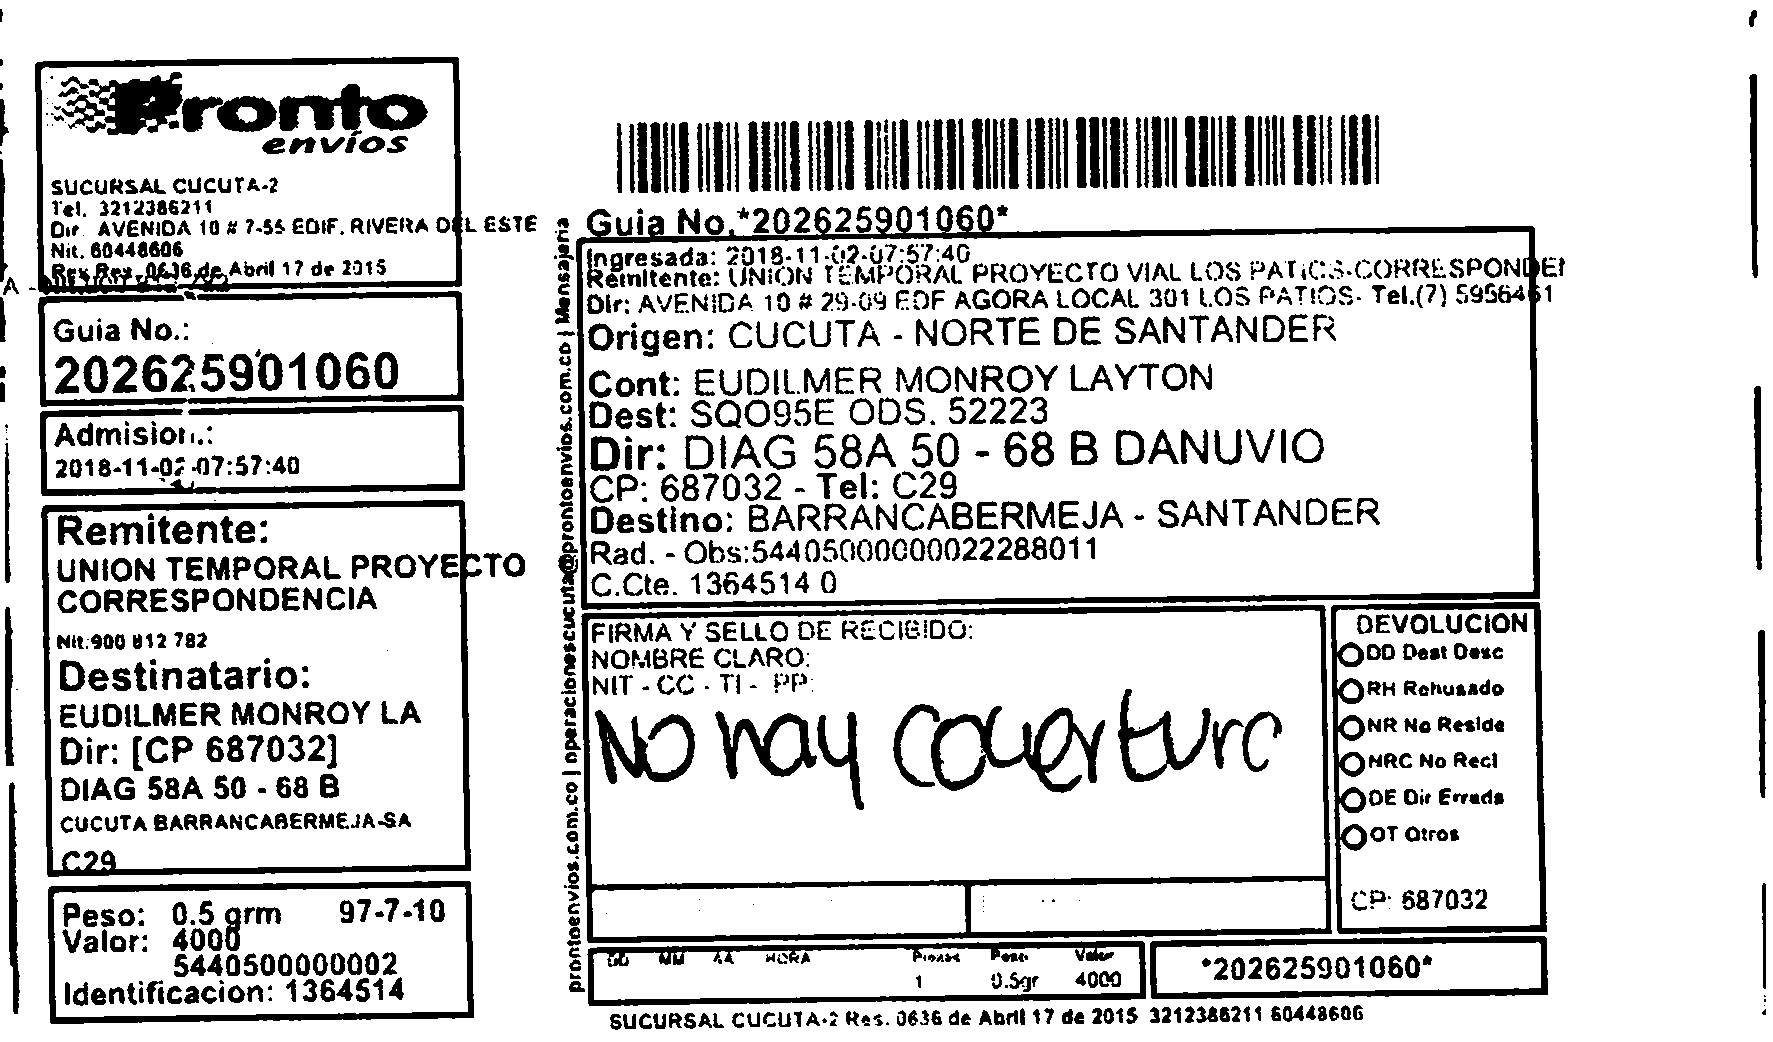 Pronto
envíos
SUCURSAL CUCUTA-2
Tel. 3212386211
Dir. AVENIDA 10 # 7-55 EDIF. RIVERA DEL ESTE
Nit. 60448606
Res. 0636 de Abril 17 de 2015
Guia No.:
202625901060
Admision.:
2018-11-02-07:57:40
Remitente:
UNION TEMPORAL PROYECTO
CORRESPONDENCIA
Nit:900 812 782
Destinatario:
EUDILMER MONROY LA
Dir: [CP 687032]
DIAG 58A 50 - 68 B
CUCUTA BARRANCABERMEJA-SA
C29
Peso: 0.5 grm 97-7-10
Valor: 4000
5440500000002
Identificacion: 1364514
prontoenvios.com.co | operacionescucuta@prontoenvios.com.co | Mensajeria
Guia No.*202625901060*
Ingresada: 2018-11-02-07:57:40
Remitente: UNION TEMPORAL PROYECTO VIAL LOS PATIOS-CORRESPONDEN
Dir: AVENIDA 10 # 29-09 EDF AGORA LOCAL 301 LOS PATIOS- Tel.(7) 5956461
Origen: CUCUTA - NORTE DE SANTANDER
Cont: EUDILMER MONROY LAYTON
Dest: SQO95E ODS. 52223
Dir: DIAG 58A 50 - 68 B DANUVIO
CP: 687032 - Tel: C29
Destino: BARRANCABERMEJA - SANTANDER
Rad. - Obs:54405000000022288011
C.Cte. 1364514 0
FIRMA Y SELLO DE RECIBIDO:
NOMBRE CLARO:
NIT - CC - TI - PP:
No hay couertura
DEVOLUCION
DD Dest Desc
RH Rehusado
NR No Reside
NRC No Recl
DE Dir Errada
OT Otros
CP: 687032
DD MM AA HORA Piezas Peso Valor
1 0.5gr 4000
*202625901060*
SUCURSAL CUCUTA-2 Res. 0636 de Abril 17 de 2015 3212386211 60448606